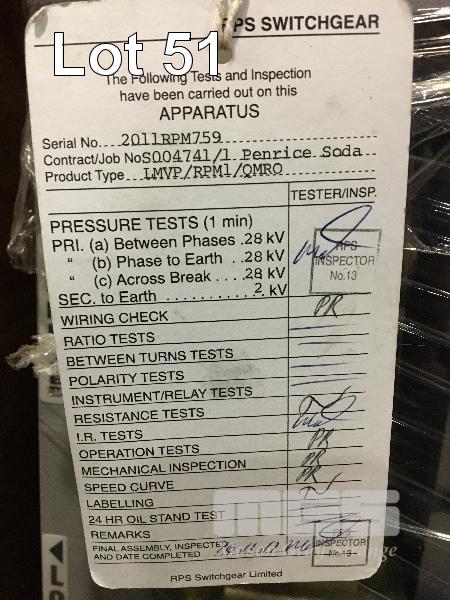 Lot 51
RPS SWITCHGEAR
The Following Tests and Inspection
have been carried out on this
APPARATUS
Serial No. 2011RPM759
Contract/Job No S004741/1 Penrice Soda
Product Type LMVP/RPM1/QMRO
TESTER/INSP.
PRESSURE TESTS (1 min)
PRI. (a) Between Phases .28 kV
" (b) Phase to Earth . . 28 kV
" (c) Across Break . . . . 28 kV
SEC. to Earth . . . . . . . . . . . . 2 kV
RPS
INSPECTOR
No.13
WIRING CHECK PR
RATIO TESTS
BETWEEN TURNS TESTS
POLARITY TESTS
INSTRUMENT/RELAY TESTS
RESISTANCE TESTS
I.R. TESTS
OPERATION TESTS PR
MECHANICAL INSPECTION PR
SPEED CURVE PR
LABELLING
24 HR OIL STAND TEST
REMARKS
FINAL ASSEMBLY, INSPECTED
AND DATE COMPLETED
INSPECTOR
No.13
RPS Switchgear Limited